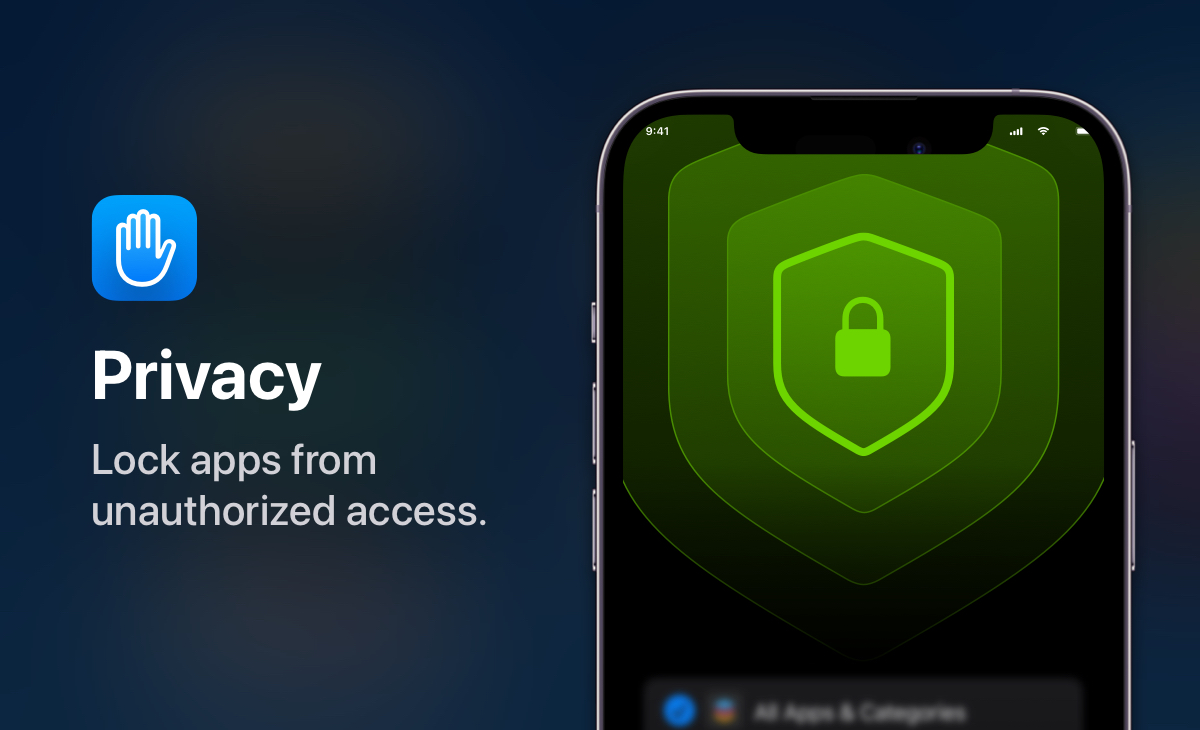 9:41
Privacy
Lock apps from
unauthorized access.
All Apps & Categories